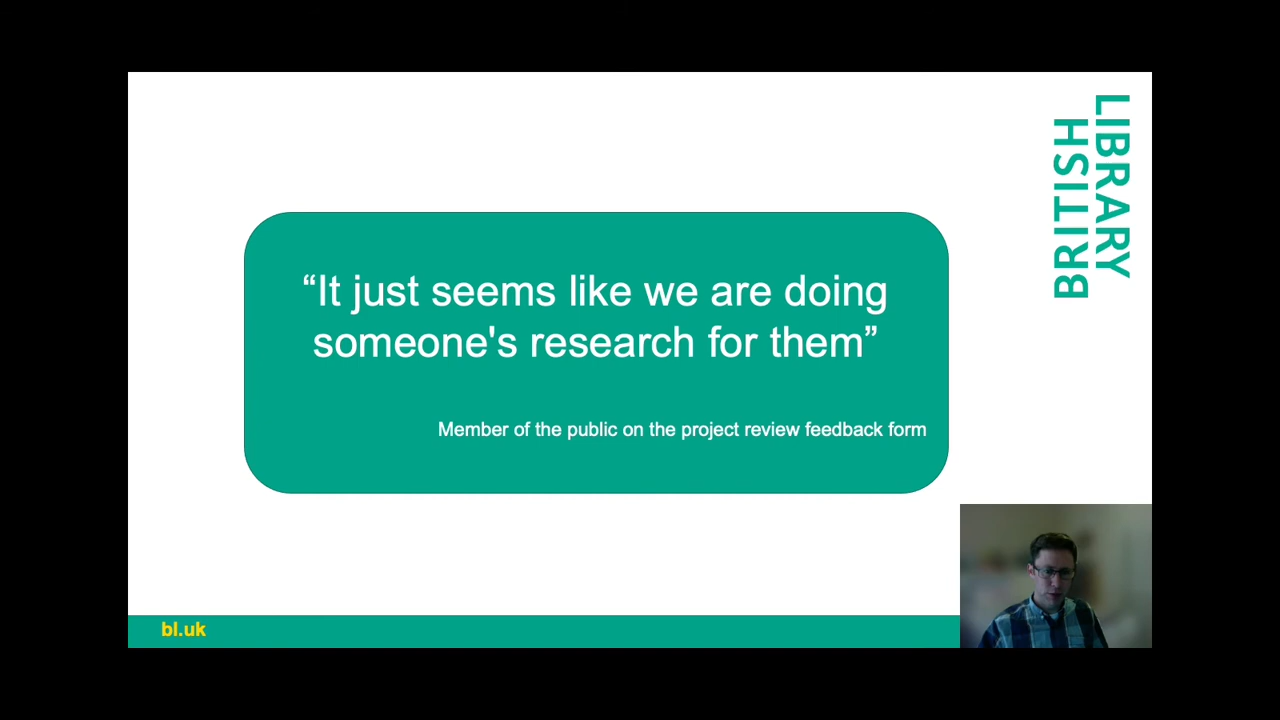 LIBRARY
BRITISH
“It just seems like we are doing
someone's research for them”
Member of the public on the project review feedback form
bl.uk